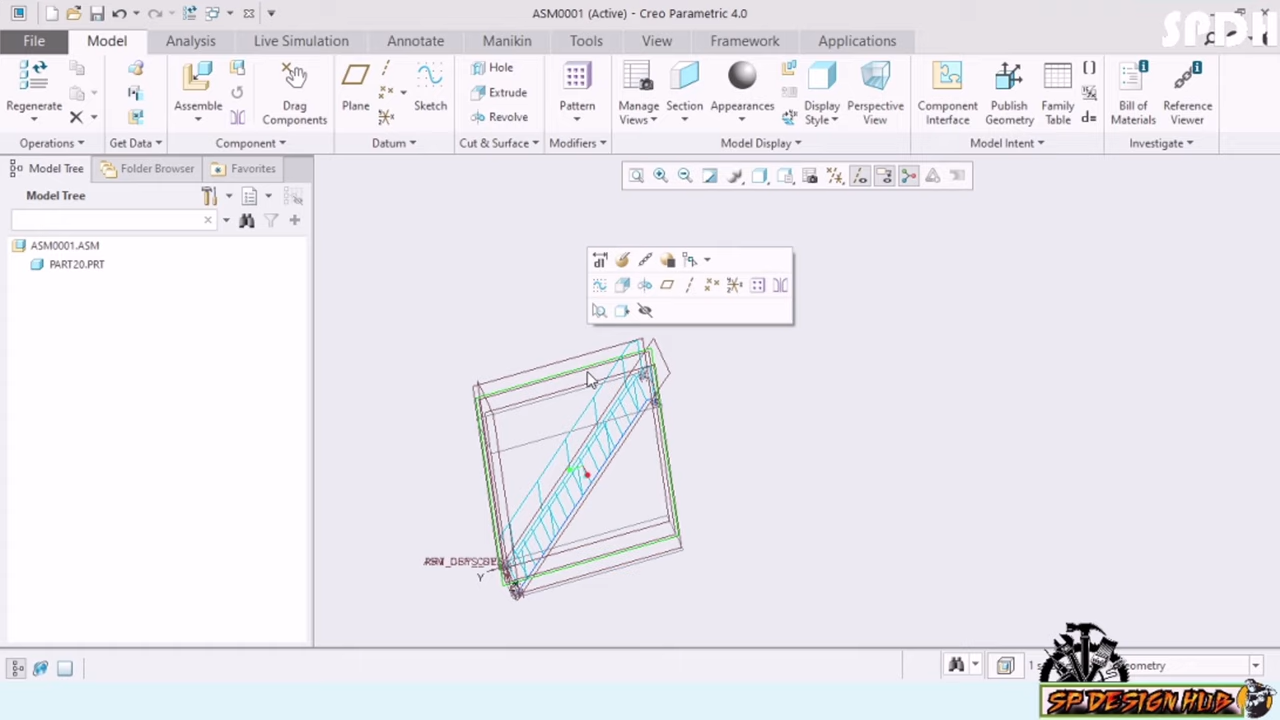 ASM0001 (Active) - Creo Parametric 4.0
SPDH
File Model Analysis Live Simulation Annotate Manikin Tools View Framework Applications
Regenerate
Operations
Get Data
Assemble
Drag Components
Component
Plane
Sketch
Datum
Hole
Extrude
Revolve
Cut & Surface
Pattern
Modifiers
Manage Views
Section
Appearances
Display Style
Perspective View
Model Display
Component Interface
Publish Geometry
Family Table
d=
Model Intent
Bill of Materials
Reference Viewer
Investigate
Model Tree Folder Browser Favorites
Model Tree
ASM0001.ASM
PART20.PRT
Y
SP DESIGN HUB